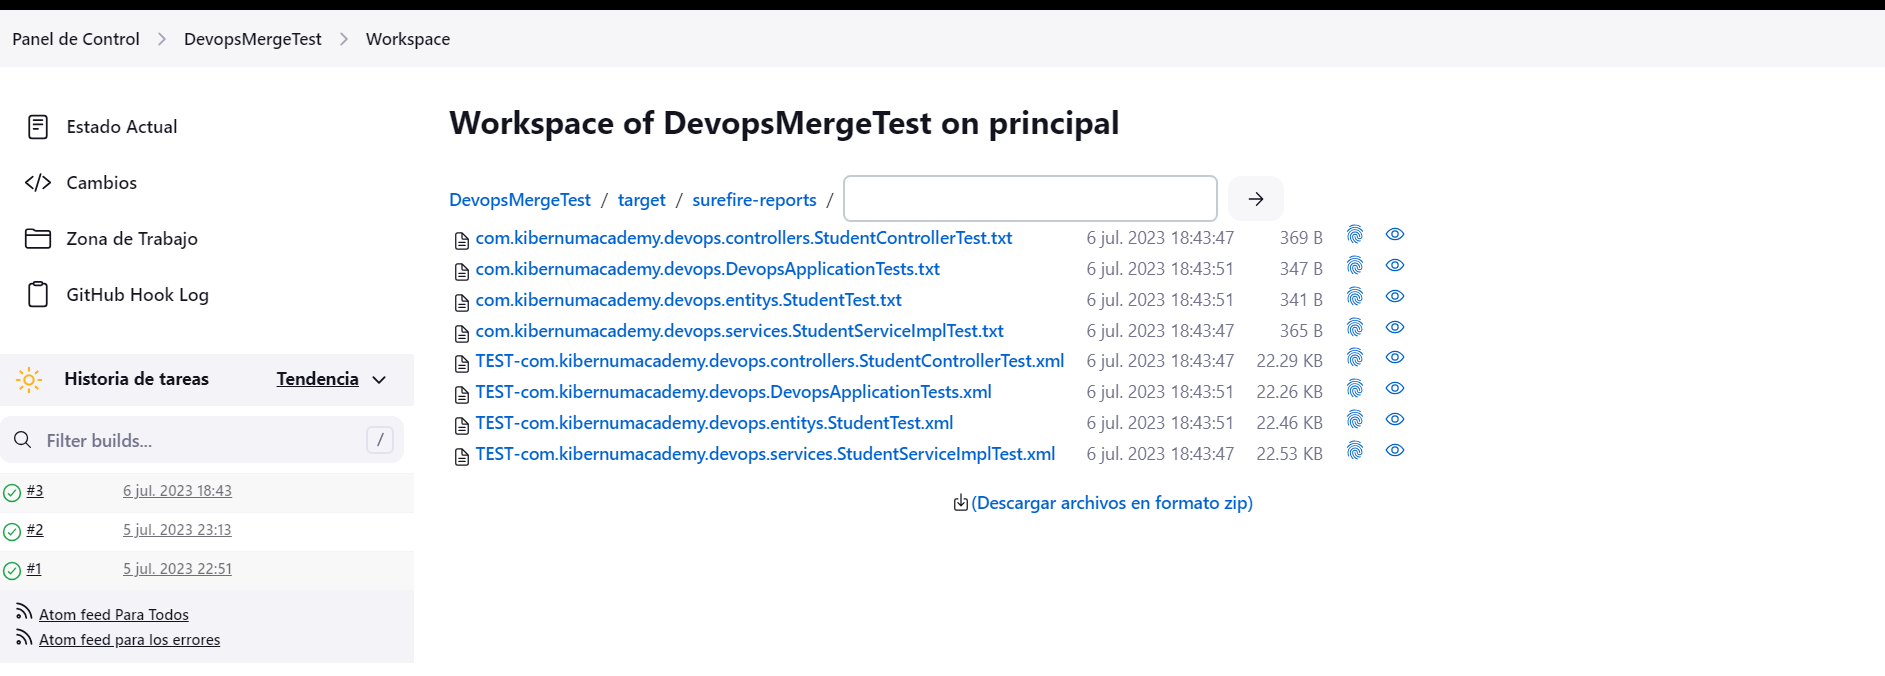 Panel de Control > DevopsMergeTest > Workspace
Estado Actual
Cambios
Zona de Trabajo
GitHub Hook Log
Historia de tareas Tendencia
Filter builds... /
#3 6 jul. 2023 18:43
#2 5 jul. 2023 23:13
#1 5 jul. 2023 22:51
Atom feed Para Todos
Atom feed para los errores
Workspace of DevopsMergeTest on principal
DevopsMergeTest / target / surefire-reports /
com.kibernumacademy.devops.controllers.StudentControllerTest.txt 6 jul. 2023 18:43:47 369 B
com.kibernumacademy.devops.DevopsApplicationTests.txt 6 jul. 2023 18:43:51 347 B
com.kibernumacademy.devops.entitys.StudentTest.txt 6 jul. 2023 18:43:51 341 B
com.kibernumacademy.devops.services.StudentServiceImplTest.txt 6 jul. 2023 18:43:47 365 B
TEST-com.kibernumacademy.devops.controllers.StudentControllerTest.xml 6 jul. 2023 18:43:47 22.29 KB
TEST-com.kibernumacademy.devops.DevopsApplicationTests.xml 6 jul. 2023 18:43:51 22.26 KB
TEST-com.kibernumacademy.devops.entitys.StudentTest.xml 6 jul. 2023 18:43:51 22.46 KB
TEST-com.kibernumacademy.devops.services.StudentServiceImplTest.xml 6 jul. 2023 18:43:47 22.53 KB
(Descargar archivos en formato zip)